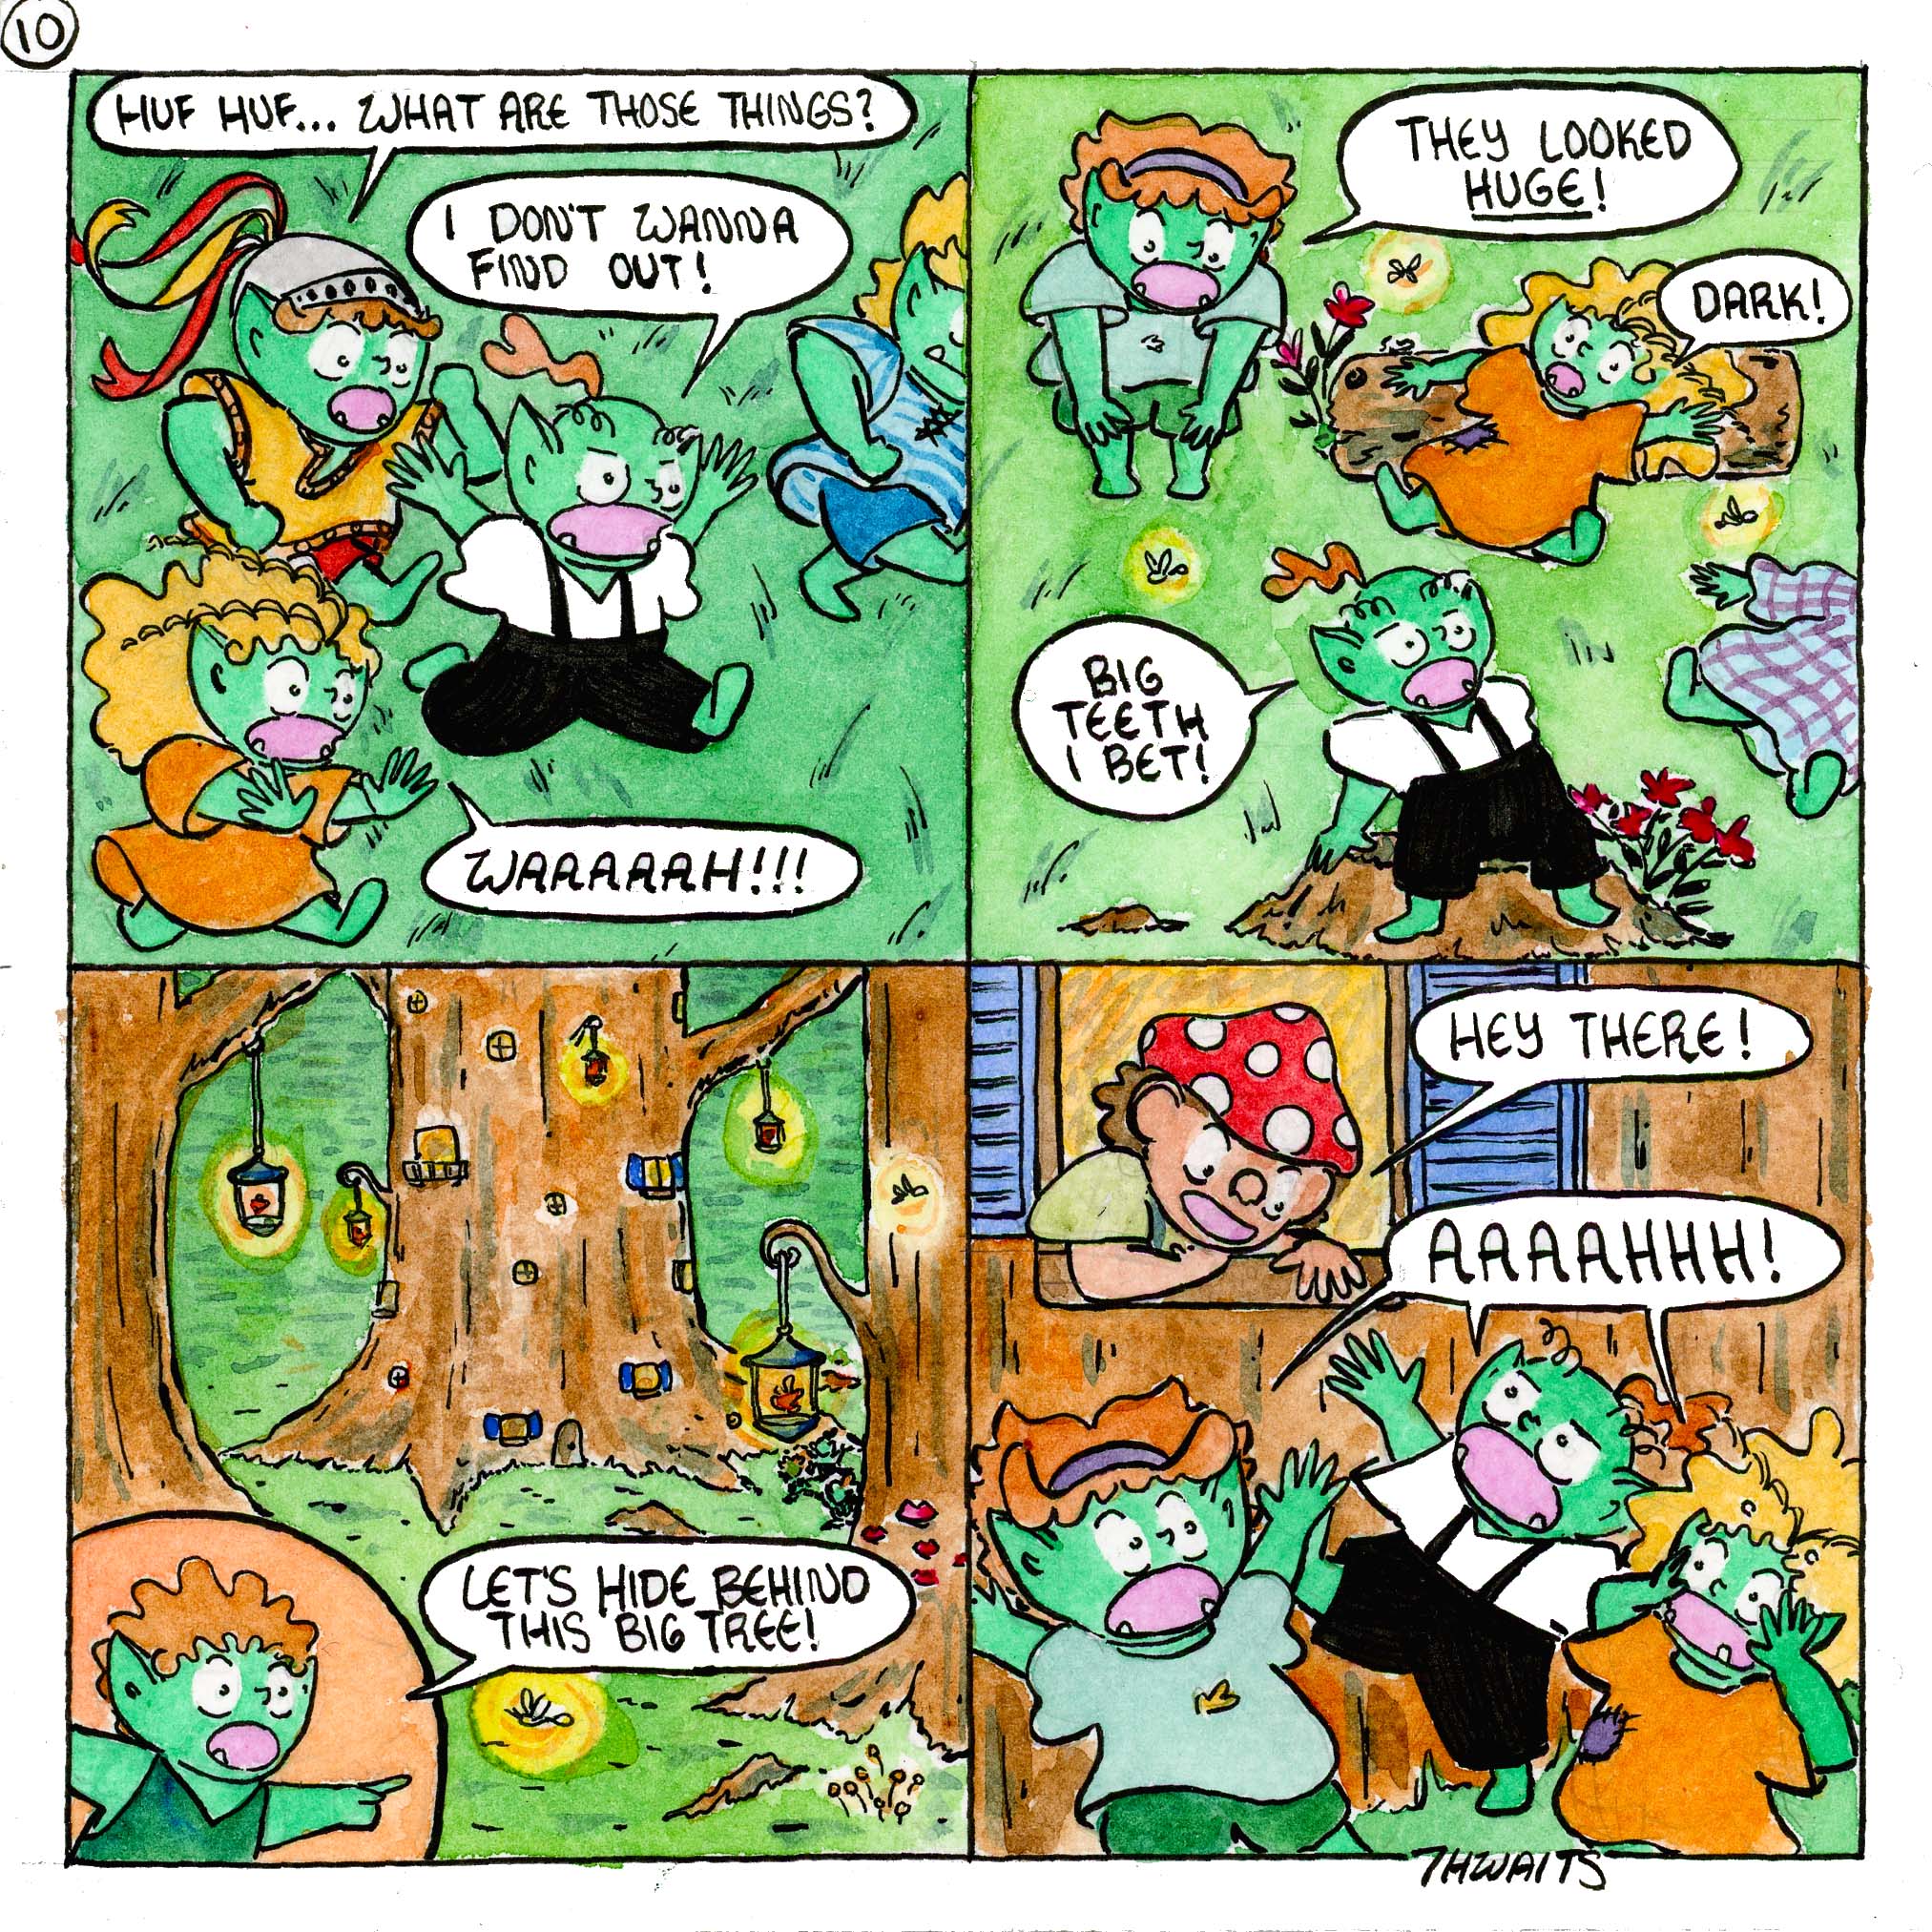 10
HUF HUF... WHAT ARE THOSE THINGS?
I DON'T WANNA
FIND OUT!
WAAAAAH!!!
THEY LOOKED
HUGE!
DARK!
BIG
TEETH
I BET!
LET'S HIDE BEHIND
THIS BIG TREE!
HEY THERE!
AAAAHHH!
THWAITS